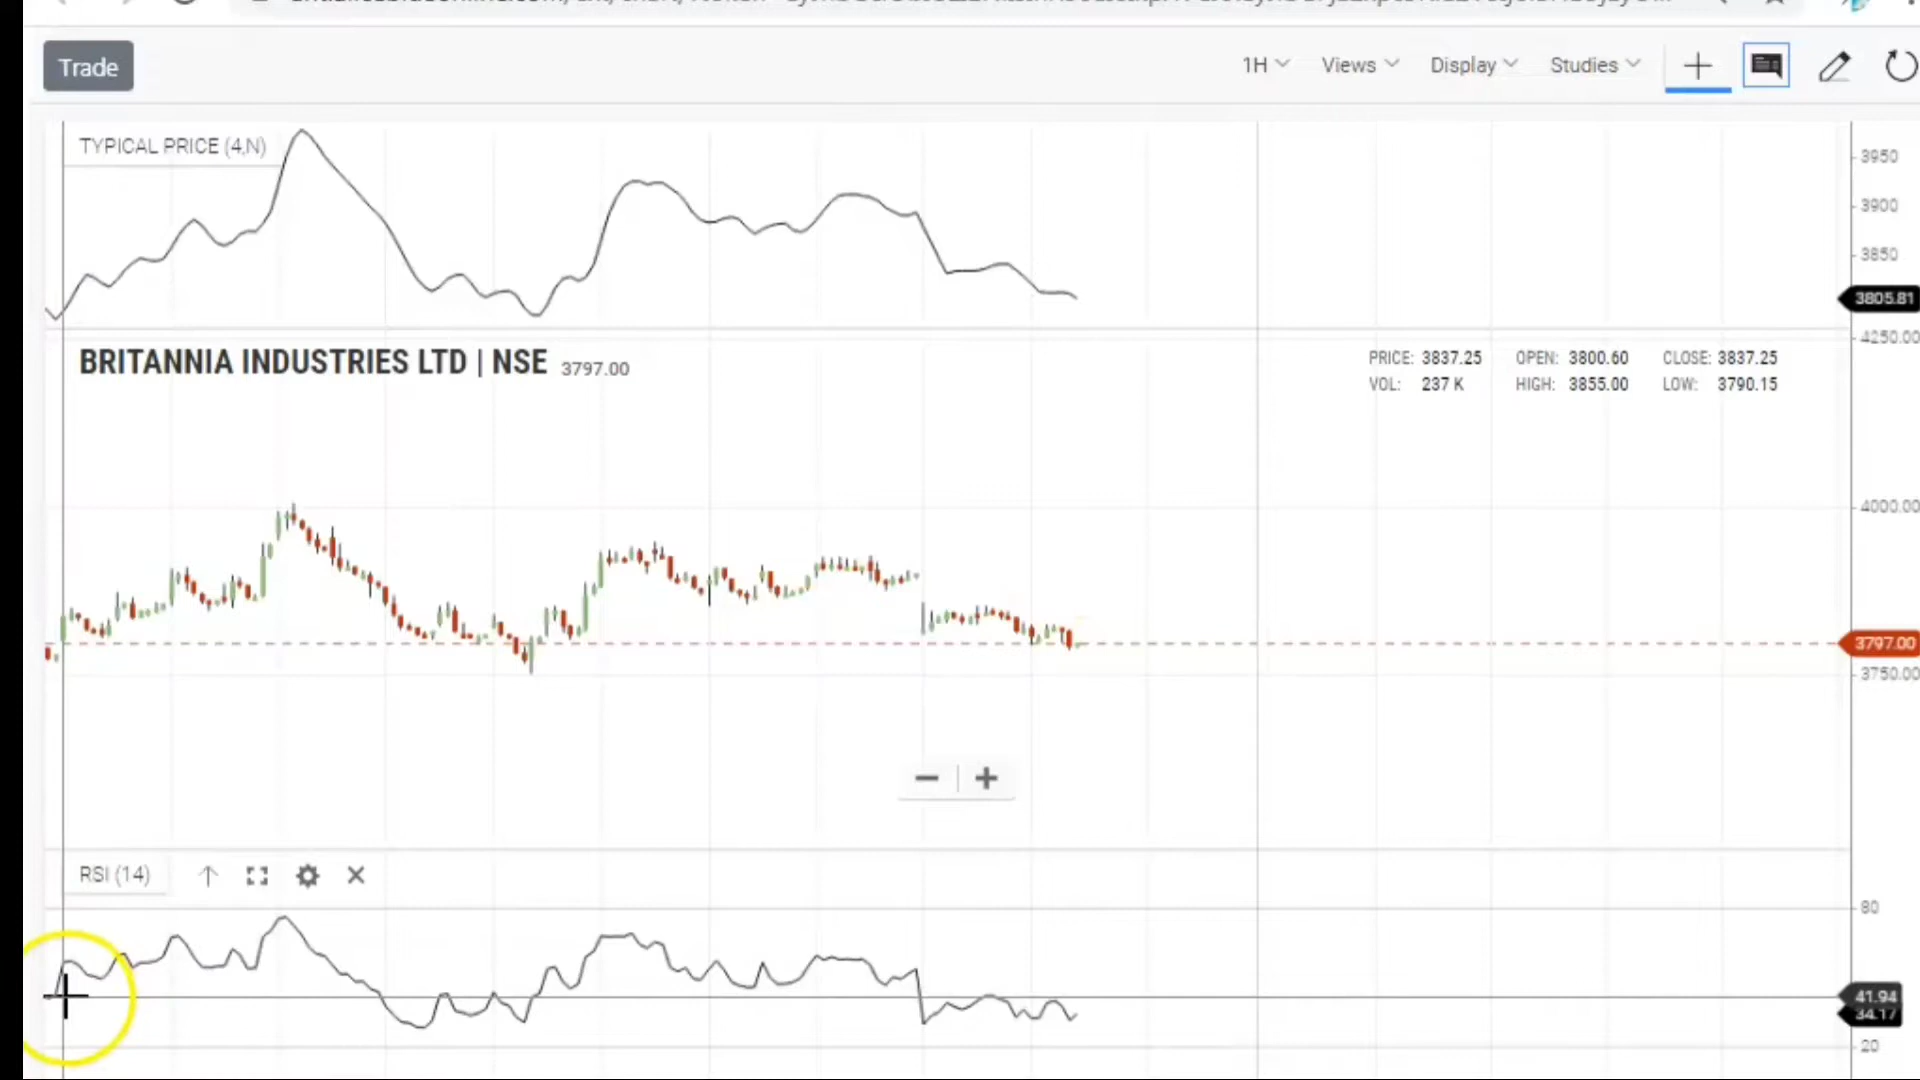 Trade
1H Views Display Studies
TYPICAL PRICE (4,N)
3950
3900
3850
3805.81
4250.00
BRITANNIA INDUSTRIES LTD | NSE 3797.00
PRICE: 3837.25 OPEN: 3800.60 CLOSE: 3837.25
VOL: 237 K HIGH: 3855.00 LOW: 3790.15
4000.00
3797.00
3750.00
RSI (14)
80
41.94
34.17
20